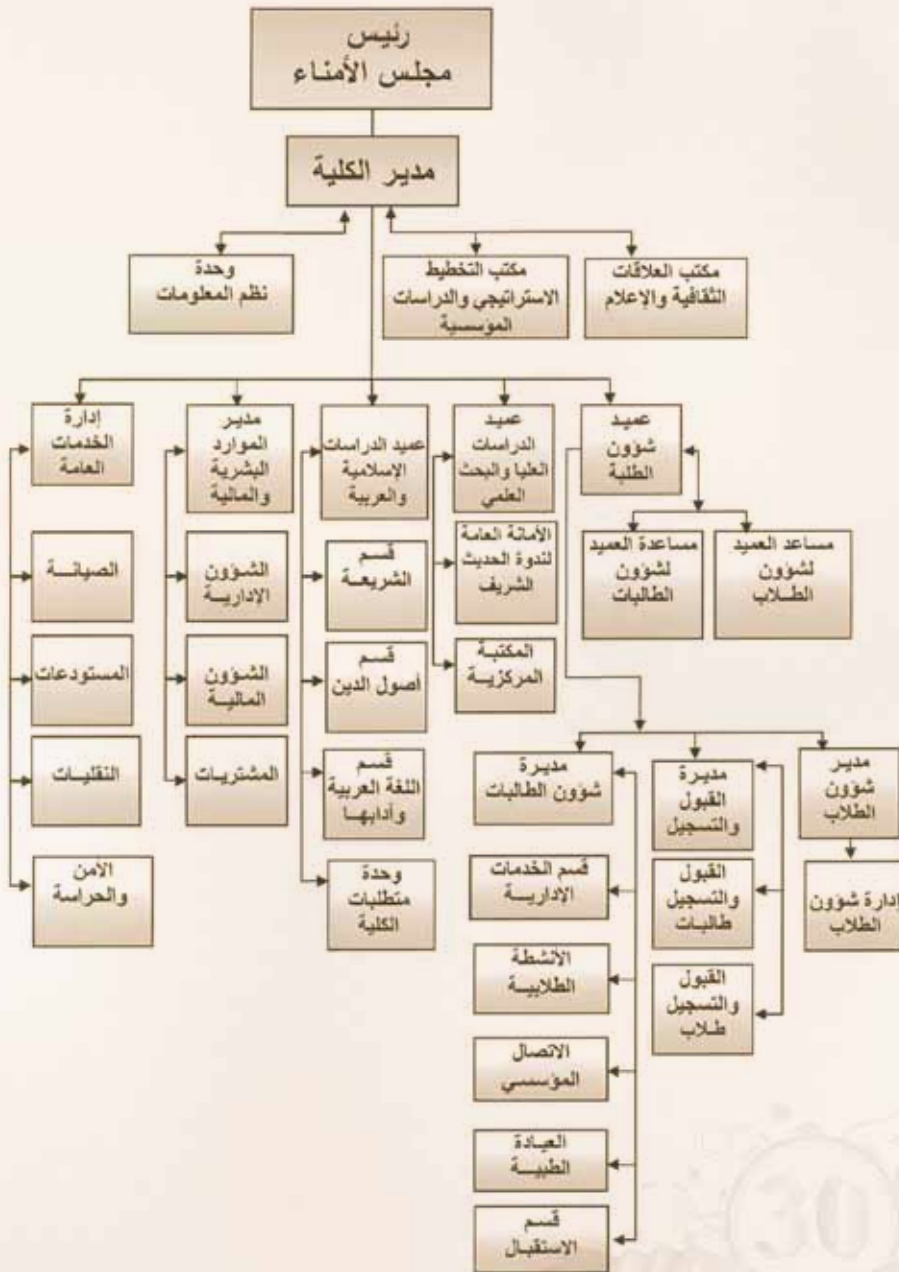 رئيس
مجلس الأمناء
مدير الكلية
مكتب العلاقات
الثقافية والإعلام
مكتب التخطيط
الاستراتيجي والدراسات
المؤسسية
وحدة
نظم المعلومات
عميد
شؤون
الطلبة
عميد
الدراسات
العليا والبحث
العلمي
عميد الدراسات
الإسلامية
والعربية
مدير
الموارد
البشرية
والمالية
إدارة
الخدمات
العامة
مساعد العميد
لشؤون
الطلاب
مساعدة العميد
لشؤون
الطالبات
الأمانة العامة
لندوة الحديث
الشريف
المكتبة
المركزية
قسم
الشريعة
قسم
أصول الدين
قسم
اللغة العربية
وأدابها
وحدة
متطلبات
الكلية
الشؤون
الإدارية
الشؤون
المالية
المشتريات
الصيانة
المستودعات
النقليات
الأمن
والحراسة
مدير
شؤون
الطلاب
إدارة شؤون
الطلاب
مديرة
القبول
والتسجيل
القبول
والتسجيل
طالبات
القبول
والتسجيل
طلاب
مديرة
شؤون الطالبات
قسم الخدمات
الإدارية
الأنشطة
الطلابية
الاتصال
المؤسسي
العيادة
الطبية
قسم
الاستقبال
30